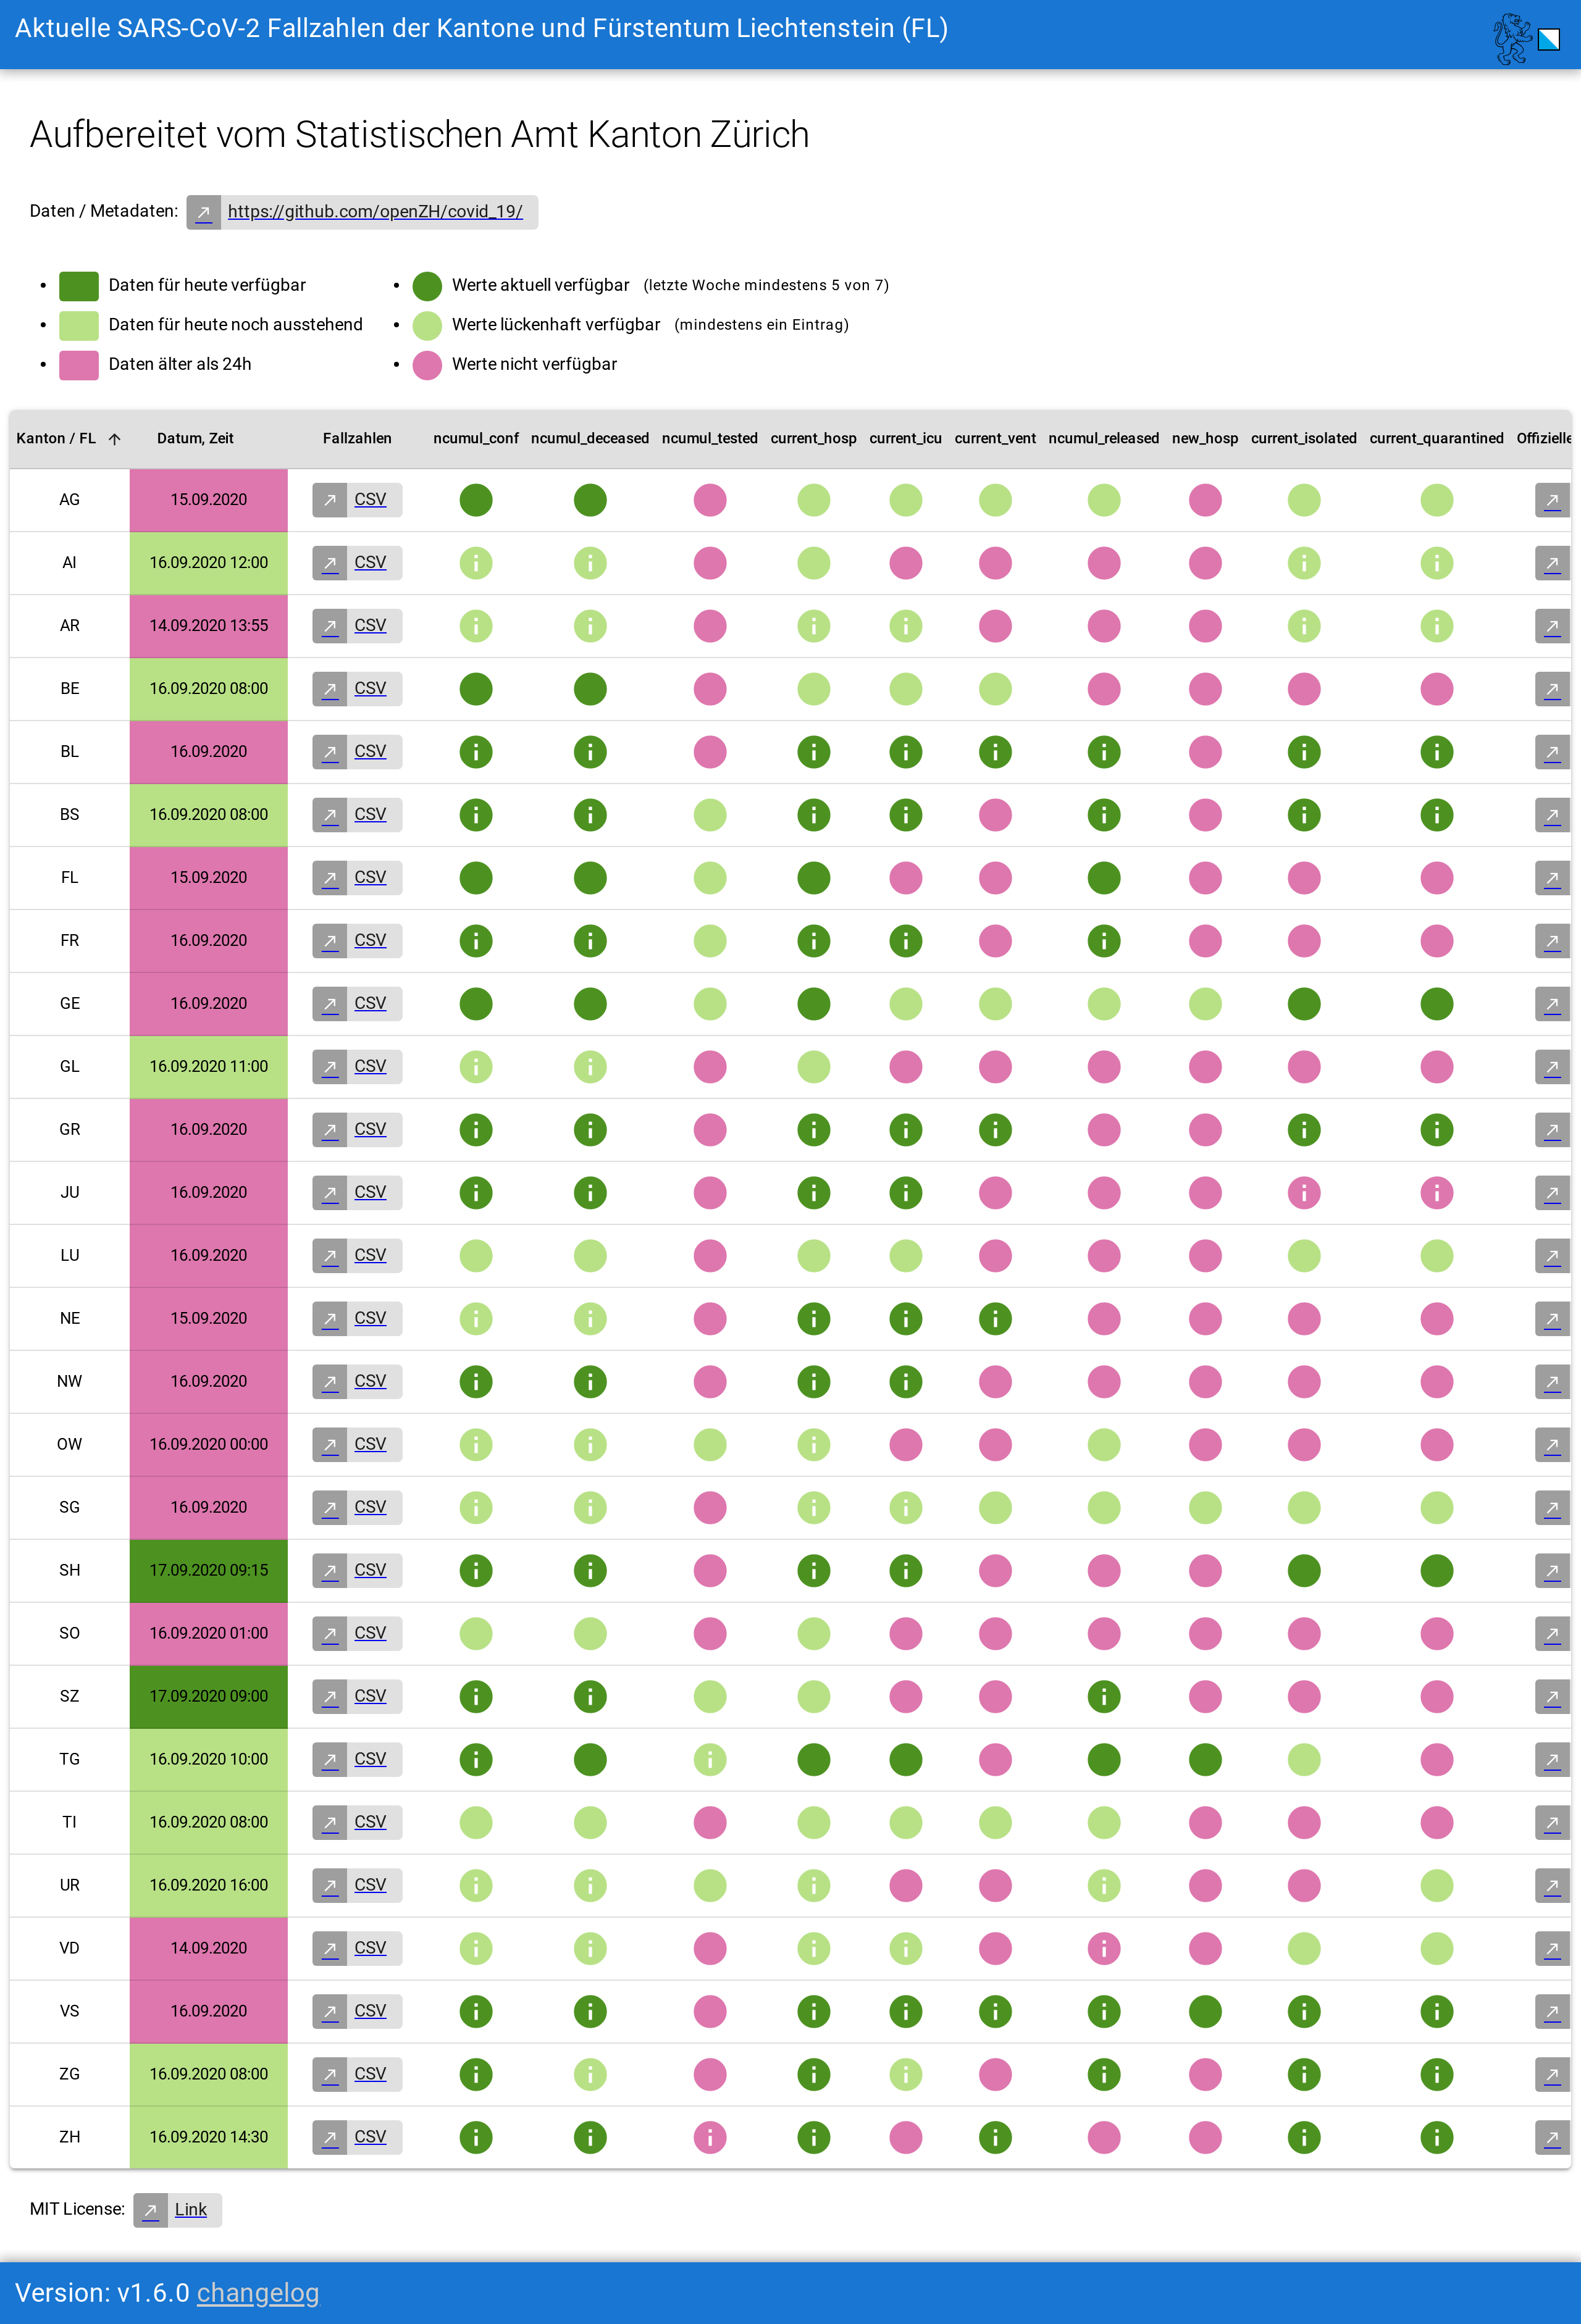 Aktuelle SARS-CoV-2 Fallzahlen der Kantone und Fürstentum Liechtenstein (FL)
Aufbereitet vom Statistischen Amt Kanton Zürich
Daten / Metadaten: https://github.com/openZH/covid_19/
Daten für heute verfügbar
Daten für heute noch ausstehend
Daten älter als 24h
Werte aktuell verfügbar (letzte Woche mindestens 5 von 7)
Werte lückenhaft verfügbar (mindestens ein Eintrag)
Werte nicht verfügbar
Kanton / FL Datum, Zeit Fallzahlen ncumul_conf ncumul_deceased ncumul_tested current_hosp current_icu current_vent ncumul_released new_hosp current_isolated current_quarantined Offizielle
AG 15.09.2020 CSV
AI 16.09.2020 12:00 CSV
AR 14.09.2020 13:55 CSV
BE 16.09.2020 08:00 CSV
BL 16.09.2020 CSV
BS 16.09.2020 08:00 CSV
FL 15.09.2020 CSV
FR 16.09.2020 CSV
GE 16.09.2020 CSV
GL 16.09.2020 11:00 CSV
GR 16.09.2020 CSV
JU 16.09.2020 CSV
LU 16.09.2020 CSV
NE 15.09.2020 CSV
NW 16.09.2020 CSV
OW 16.09.2020 00:00 CSV
SG 16.09.2020 CSV
SH 17.09.2020 09:15 CSV
SO 16.09.2020 01:00 CSV
SZ 17.09.2020 09:00 CSV
TG 16.09.2020 10:00 CSV
TI 16.09.2020 08:00 CSV
UR 16.09.2020 16:00 CSV
VD 14.09.2020 CSV
VS 16.09.2020 CSV
ZG 16.09.2020 08:00 CSV
ZH 16.09.2020 14:30 CSV
MIT License: Link
Version: v1.6.0 changelog